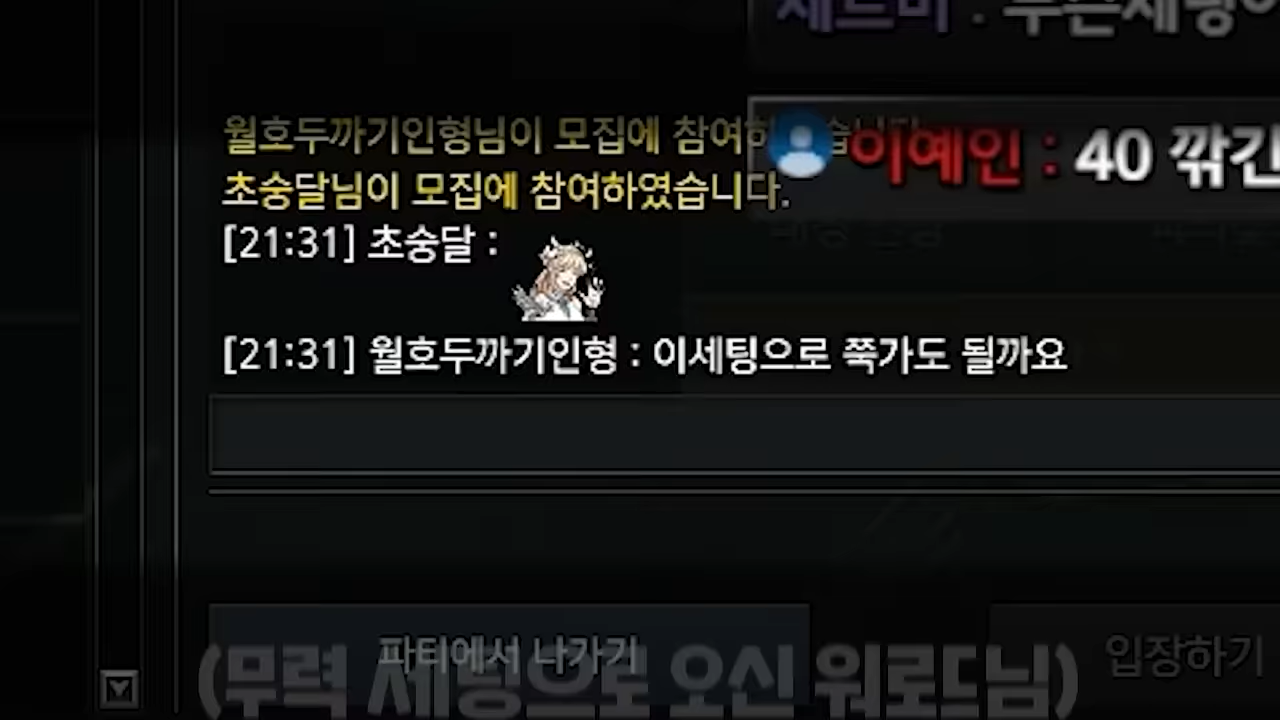 월호두까기인형님이 모집에 참여하
이예인 : 40 깎긴
초숭달님이 모집에 참여하였습니다.
[21:31] 초숭달 :
[21:31] 월호두까기인형 : 이세팅으로 쭉가도 될까요
파티에서 나가기
입장하기
(무력 세팅으로 오신 워로드님)